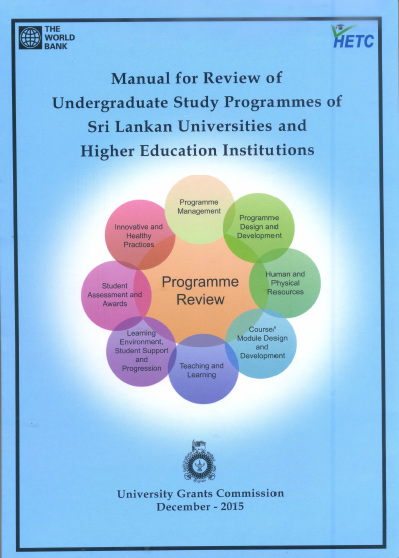 THE
WORLD
BANK
HETC
Manual for Review of
Undergraduate Study Programmes of
Sri Lankan Universities and
Higher Education Institutions
Programme
Management
Programme
Design and
Development
Human and
Physical
Resources
Course/
Module Design
and
Development
Teaching and
Learning
Learning
Environment,
Student Support
and
Progression
Student
Assessment and
Awards
Innovative and
Healthy
Practices
Programme
Review
University Grants Commission
December - 2015